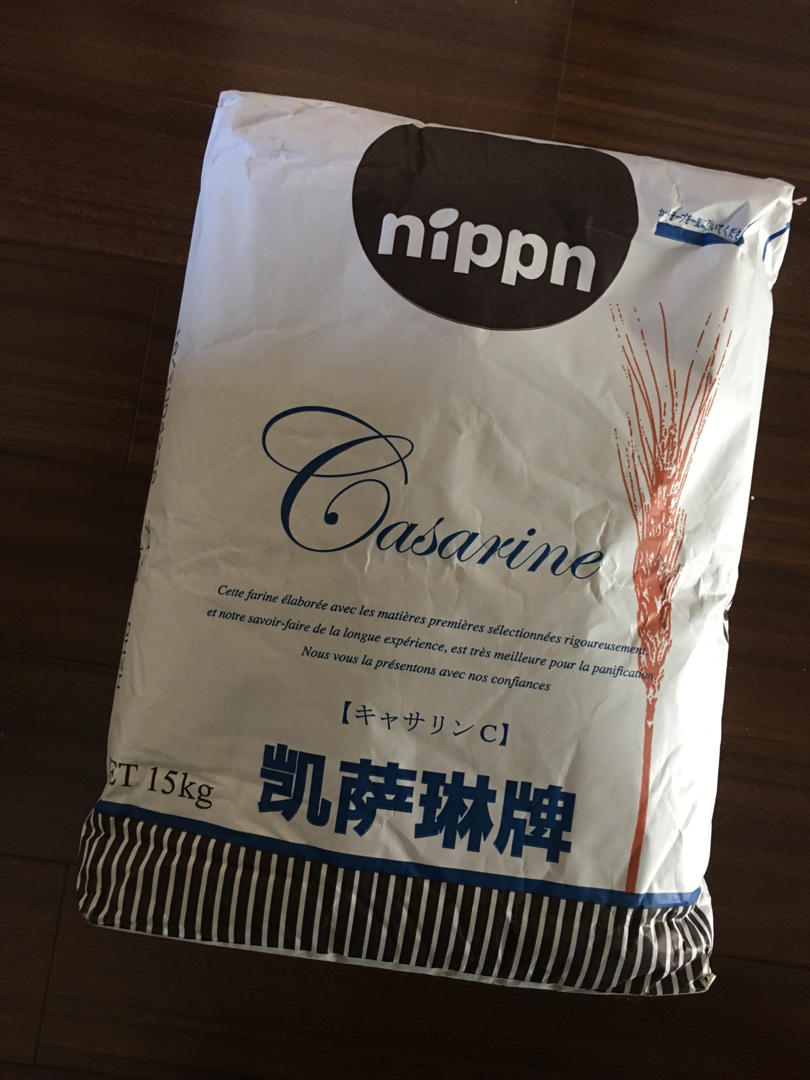 nippn
Casarine
Cette farine élaborée avec les matières premières sélectionnées rigoureusement
et notre savoir-faire de la longue expérience, est très meilleure pour la panification
Nous vous la présentons avec nos confiances
【キャサリンC】
ET 15kg
凯萨琳牌